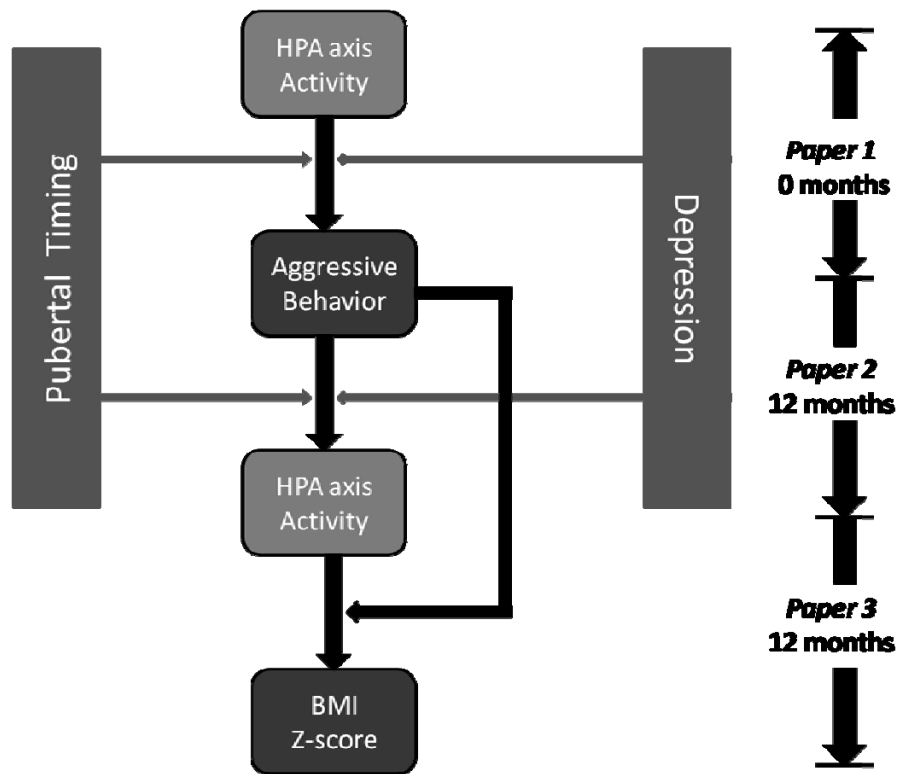 HPA axis
Activity
Pubertal Timing
Depression
Paper 1
0 months
Aggressive
Behavior
Paper 2
12 months
HPA axis
Activity
Paper 3
12 months
BMI
Z-score